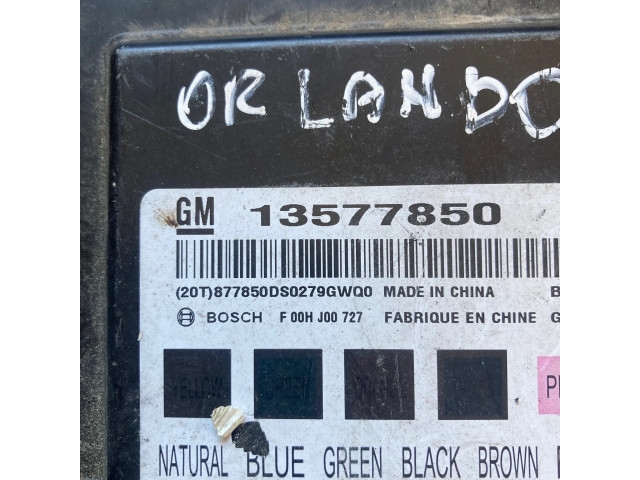 ORLANDO
GM 13577850
(20T)877850DS0279GWQ0 MADE IN CHINA B
BOSCH F 00H J00 727 FABRIQUE EN CHINE G
YELLOW
NATURAL BLUE GREEN BLACK BROWN